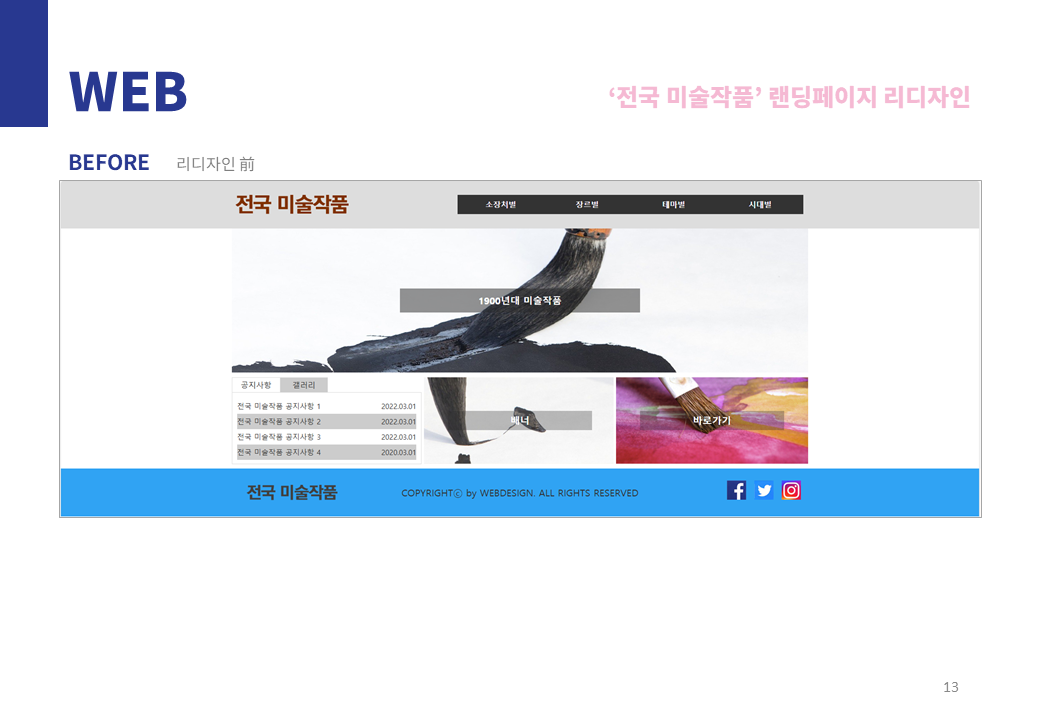 WEB
‘전국 미술작품’ 랜딩페이지 리디자인
BEFORE 리디자인 前
전국 미술작품
소장처별 장르별 테마별 시대별
1900년대 미술작품
공지사항 갤러리
전국 미술작품 공지사항 1 2022.03.01
전국 미술작품 공지사항 2 2022.03.01
전국 미술작품 공지사항 3 2022.03.01
전국 미술작품 공지사항 4 2020.03.01
배너
바로가기
전국 미술작품
COPYRIGHTⓒ by WEBDESIGN. ALL RIGHTS RESERVED
13